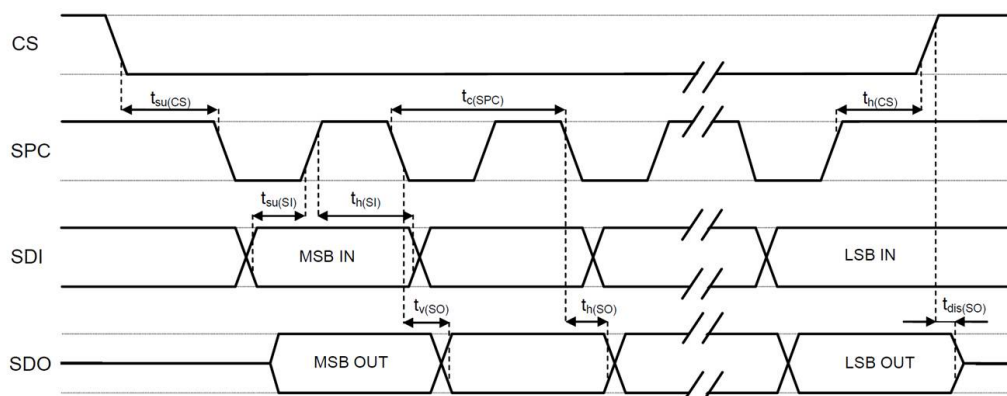 CS
t_su(CS)
t_c(SPC)
t_h(CS)
SPC
t_su(SI)
t_h(SI)
SDI
MSB IN
LSB IN
t_v(SO)
t_h(SO)
t_dis(SO)
SDO
MSB OUT
LSB OUT